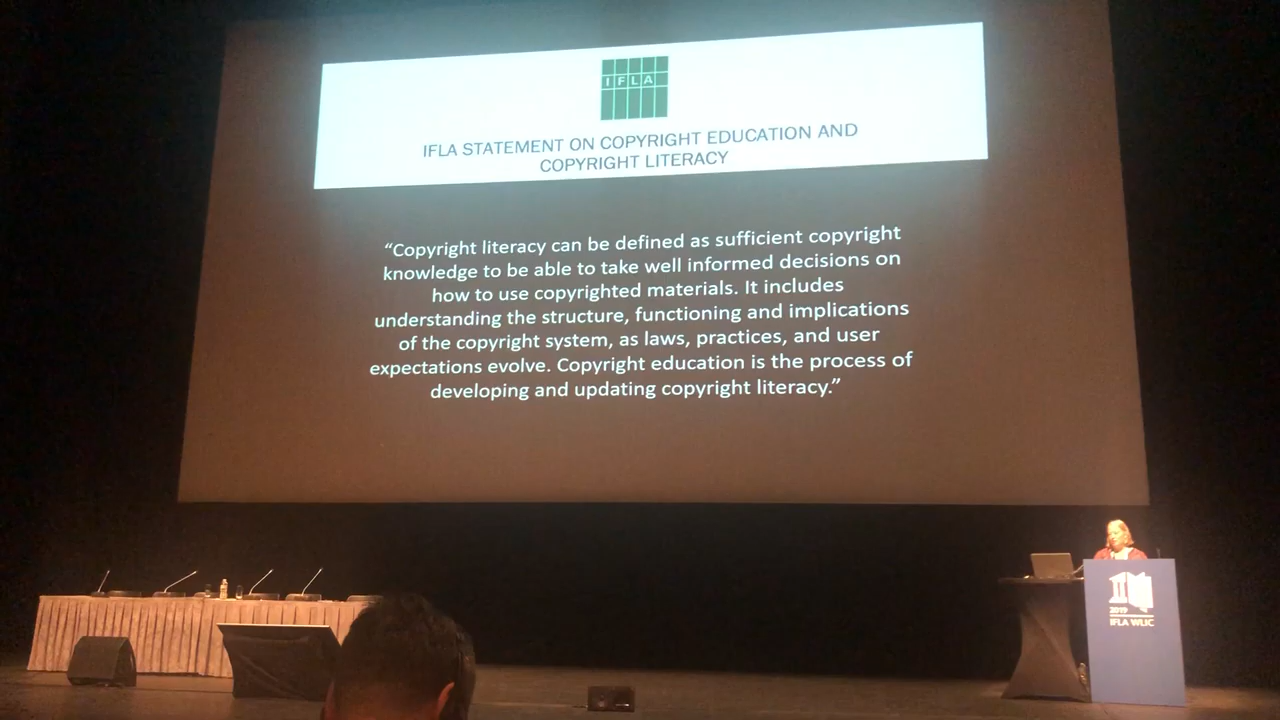 IFLA
IFLA STATEMENT ON COPYRIGHT EDUCATION AND
COPYRIGHT LITERACY
“Copyright literacy can be defined as sufficient copyright
knowledge to be able to take well informed decisions on
how to use copyrighted materials. It includes
understanding the structure, functioning and implications
of the copyright system, as laws, practices, and user
expectations evolve. Copyright education is the process of
developing and updating copyright literacy.”
2019
IFLA WLIC